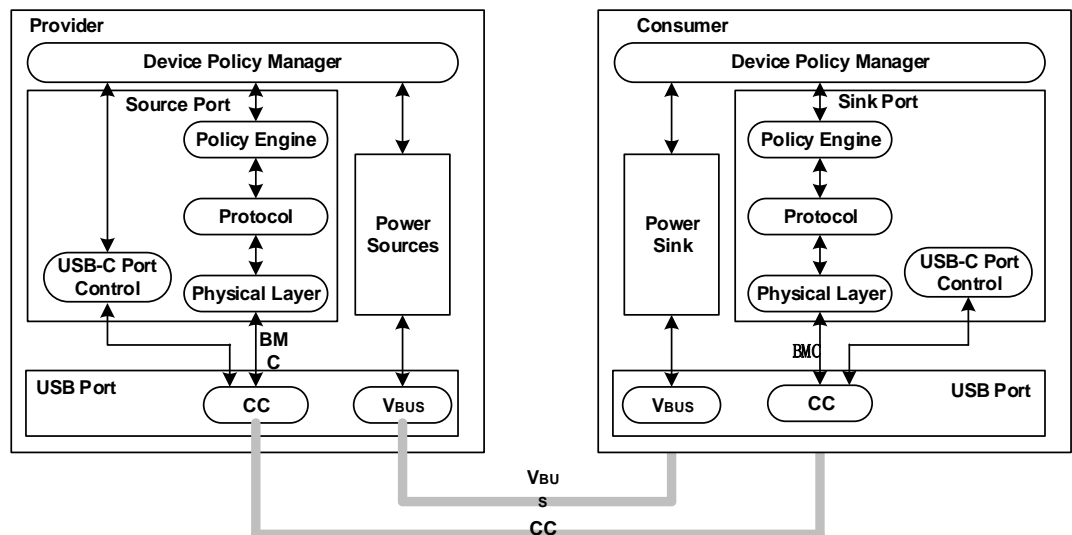 Provider
Device Policy Manager
Source Port
Policy Engine
Protocol
Power
Sources
USB-C Port
Control
Physical Layer
BM
C
USB Port
CC
VBUS
Consumer
Device Policy Manager
Sink Port
Policy Engine
Power
Sink
Protocol
USB-C Port
Control
Physical Layer
BMC
USB Port
VBUS
CC
VBU
S
CC